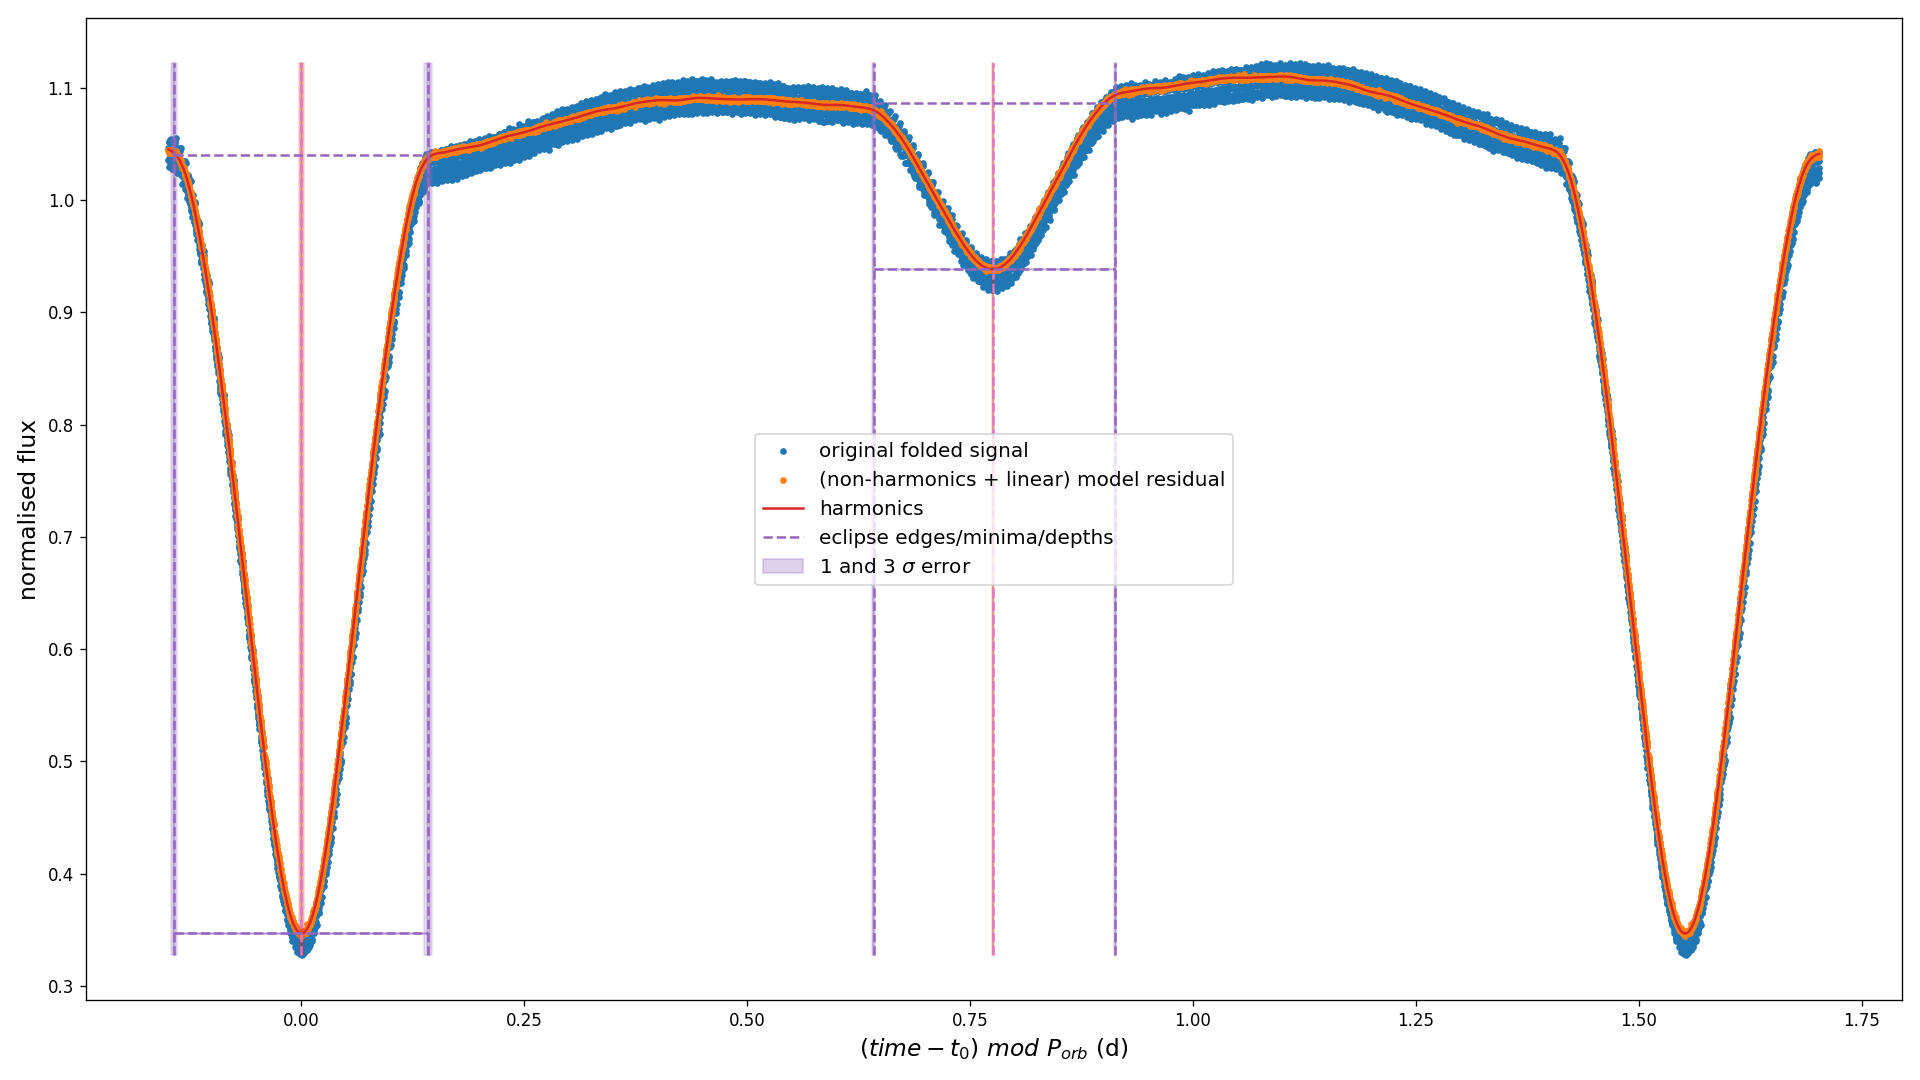 1.1
1.0
0.9
0.8
0.7
0.6
0.5
0.4
0.3
normalised flux
original folded signal
(non-harmonics + linear) model residual
harmonics
eclipse edges/minima/depths
1 and 3 σ error
0.00 0.25 0.50 0.75 1.00 1.25 1.50 1.75
(time − t₀) mod Pₒᵣb (d)